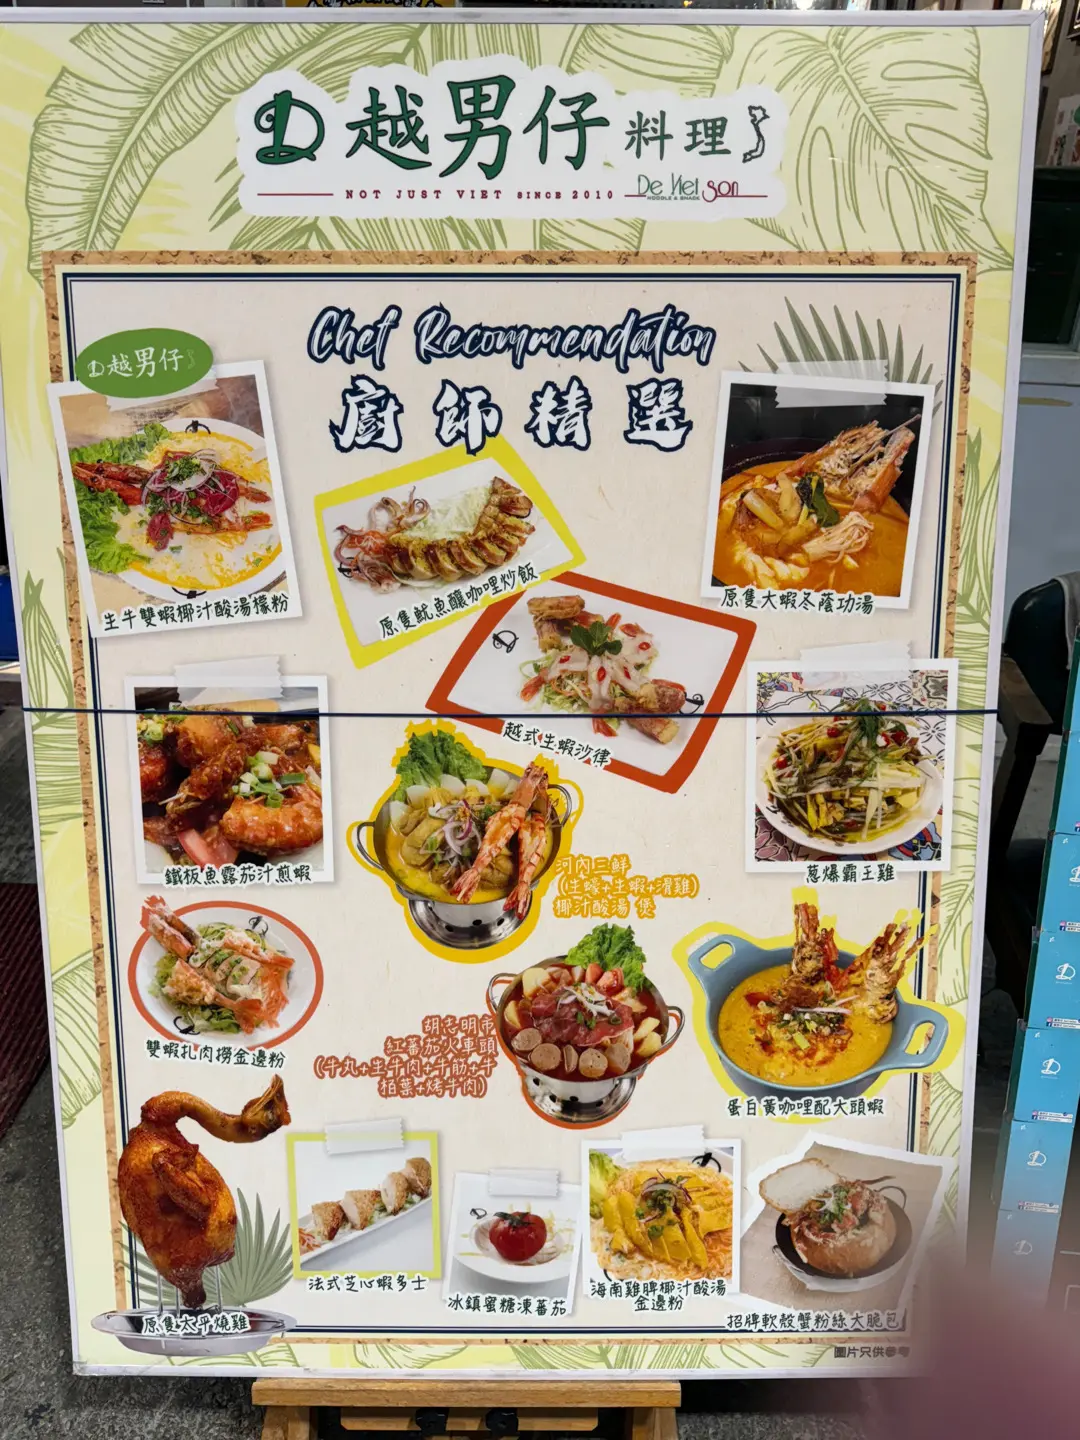 越男仔 料理
NOT JUST VIET SINCE 2010
De Viet Son
NOODLE & SNACK
Chef Recommendation
廚師精選
越男仔
生牛雙蝦椰汁酸湯檬粉
原隻魷魚釀咖哩炒飯
原隻大蝦冬蔭功湯
越式生蝦沙律
鐵板魚露茄汁煎蝦
蔥爆霸王雞
河內三鮮
(生蠔+生蝦+滑雞)
椰汁酸湯 煲
雙蝦扎肉撈金邊粉
胡志明市
紅蕃茄火車頭
(牛丸+生牛肉+牛筋+牛
栢葉+烤牛肉)
蛋白黃咖哩配大頭蝦
原隻太平燒雞
法式芝心蝦多士
冰鎮蜜糖凍蕃茄
海南雞髀椰汁酸湯
金邊粉
招牌軟殼蟹粉絲大脆包
圖片只供參考